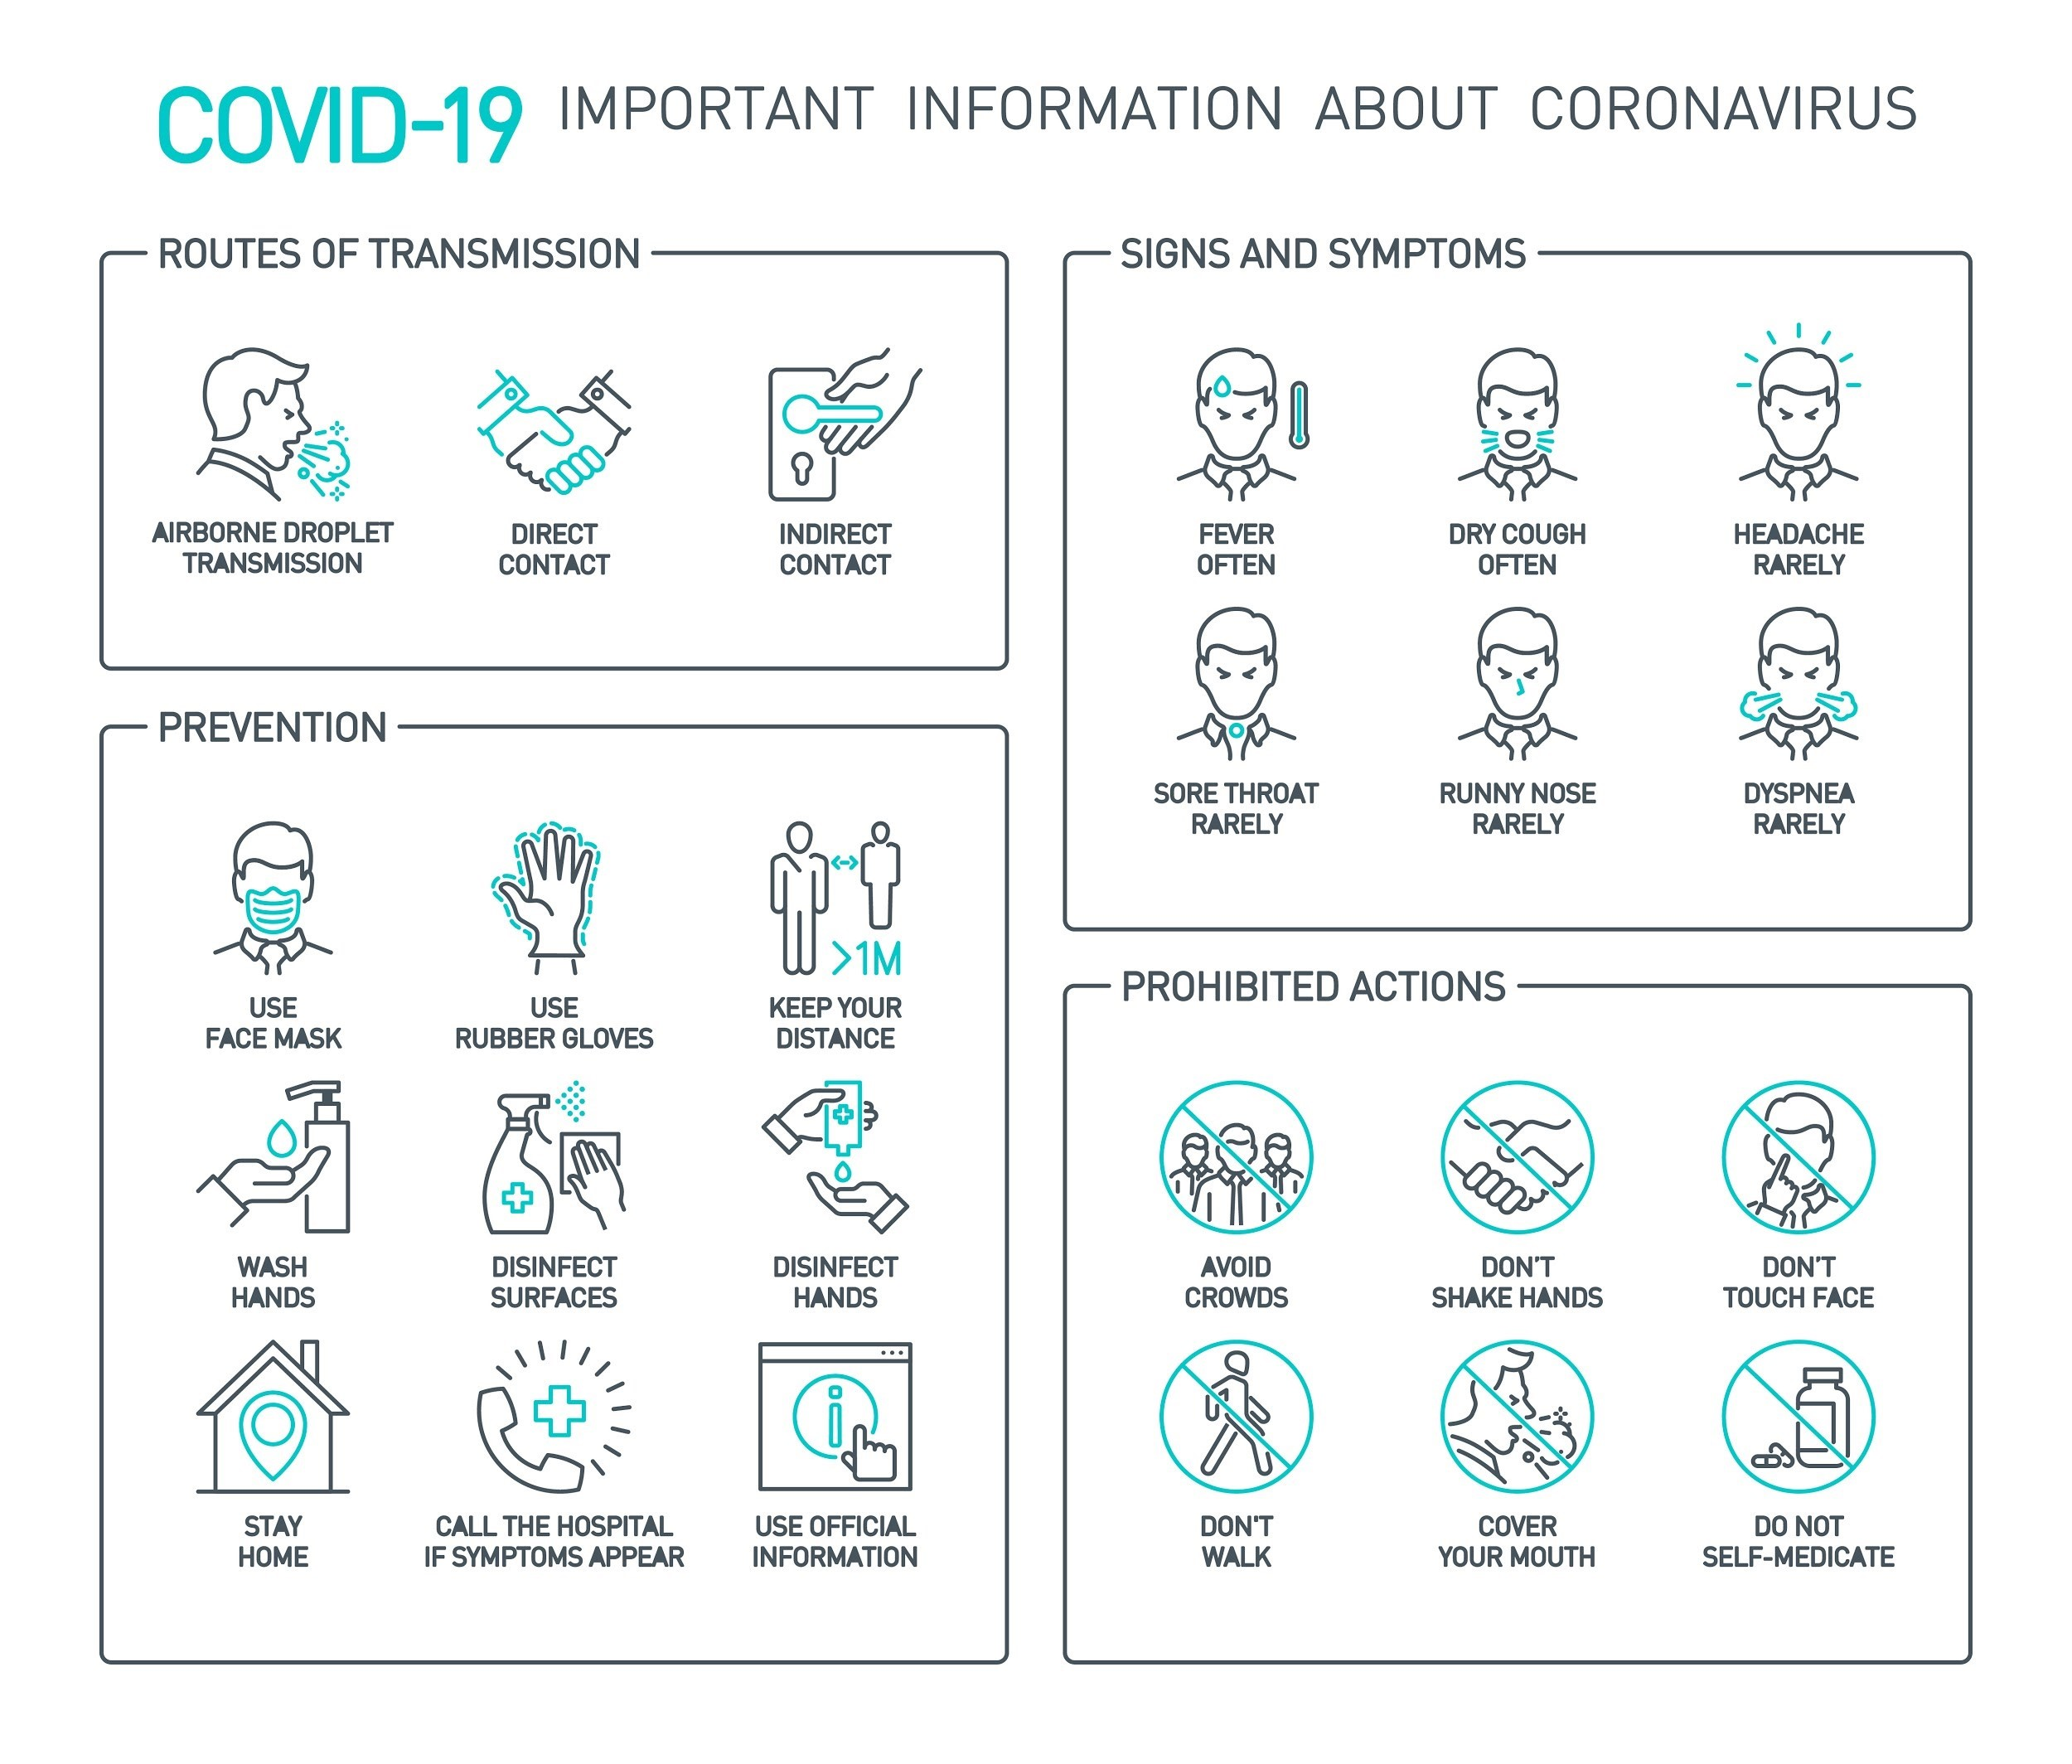 COVID-19 IMPORTANT INFORMATION ABOUT CORONAVIRUS
ROUTES OF TRANSMISSION
AIRBORNE DROPLET
TRANSMISSION
DIRECT
CONTACT
INDIRECT
CONTACT
SIGNS AND SYMPTOMS
FEVER
OFTEN
DRY COUGH
OFTEN
HEADACHE
RARELY
SORE THROAT
RARELY
RUNNY NOSE
RARELY
DYSPNEA
RARELY
PREVENTION
USE
FACE MASK
USE
RUBBER GLOVES
>1M
KEEP YOUR
DISTANCE
WASH
HANDS
DISINFECT
SURFACES
DISINFECT
HANDS
STAY
HOME
CALL THE HOSPITAL
IF SYMPTOMS APPEAR
i
USE OFFICIAL
INFORMATION
PROHIBITED ACTIONS
AVOID
CROWDS
DON'T
SHAKE HANDS
DON'T
TOUCH FACE
DON'T
WALK
COVER
YOUR MOUTH
DO NOT
SELF-MEDICATE